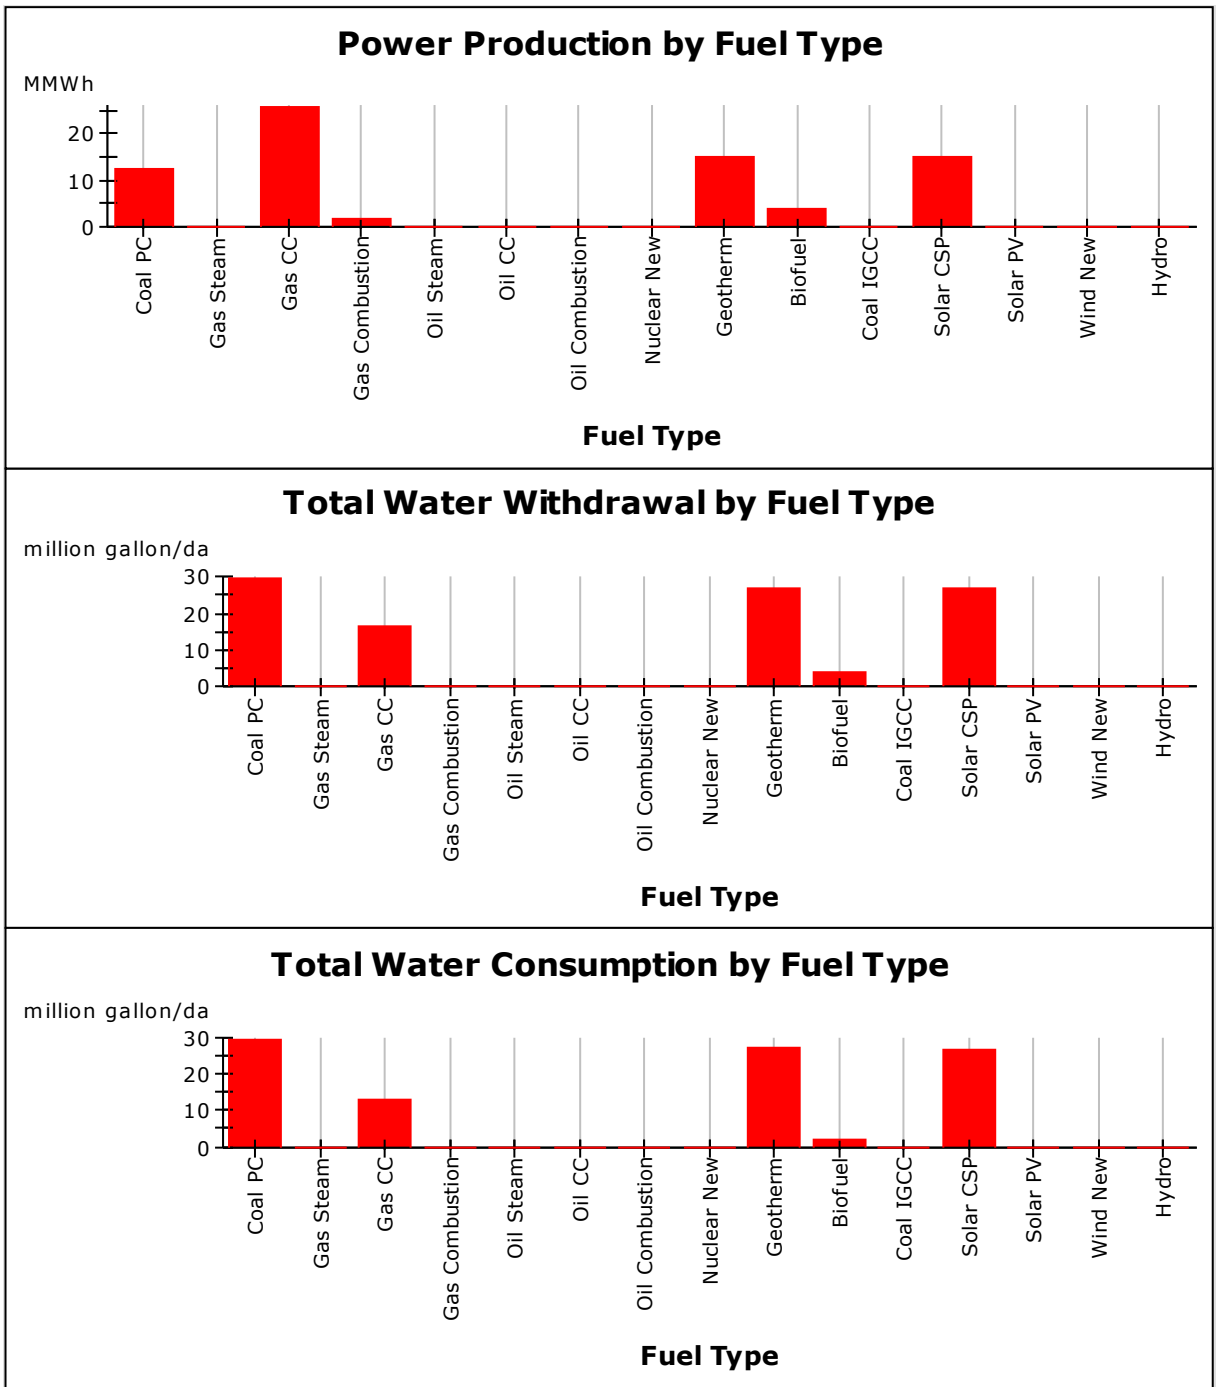 Power Production by Fuel Type
MMWh
20
10
0
Coal PC
Gas Steam
Gas CC
Gas Combustion
Oil Steam
Oil CC
Oil Combustion
Nuclear New
Geotherm
Biofuel
Coal IGCC
Solar CSP
Solar PV
Wind New
Hydro
Fuel Type
Total Water Withdrawal by Fuel Type
million gallon/da
30
20
10
0
Coal PC
Gas Steam
Gas CC
Gas Combustion
Oil Steam
Oil CC
Oil Combustion
Nuclear New
Geotherm
Biofuel
Coal IGCC
Solar CSP
Solar PV
Wind New
Hydro
Fuel Type
Total Water Consumption by Fuel Type
million gallon/da
30
20
10
0
Coal PC
Gas Steam
Gas CC
Gas Combustion
Oil Steam
Oil CC
Oil Combustion
Nuclear New
Geotherm
Biofuel
Coal IGCC
Solar CSP
Solar PV
Wind New
Hydro
Fuel Type